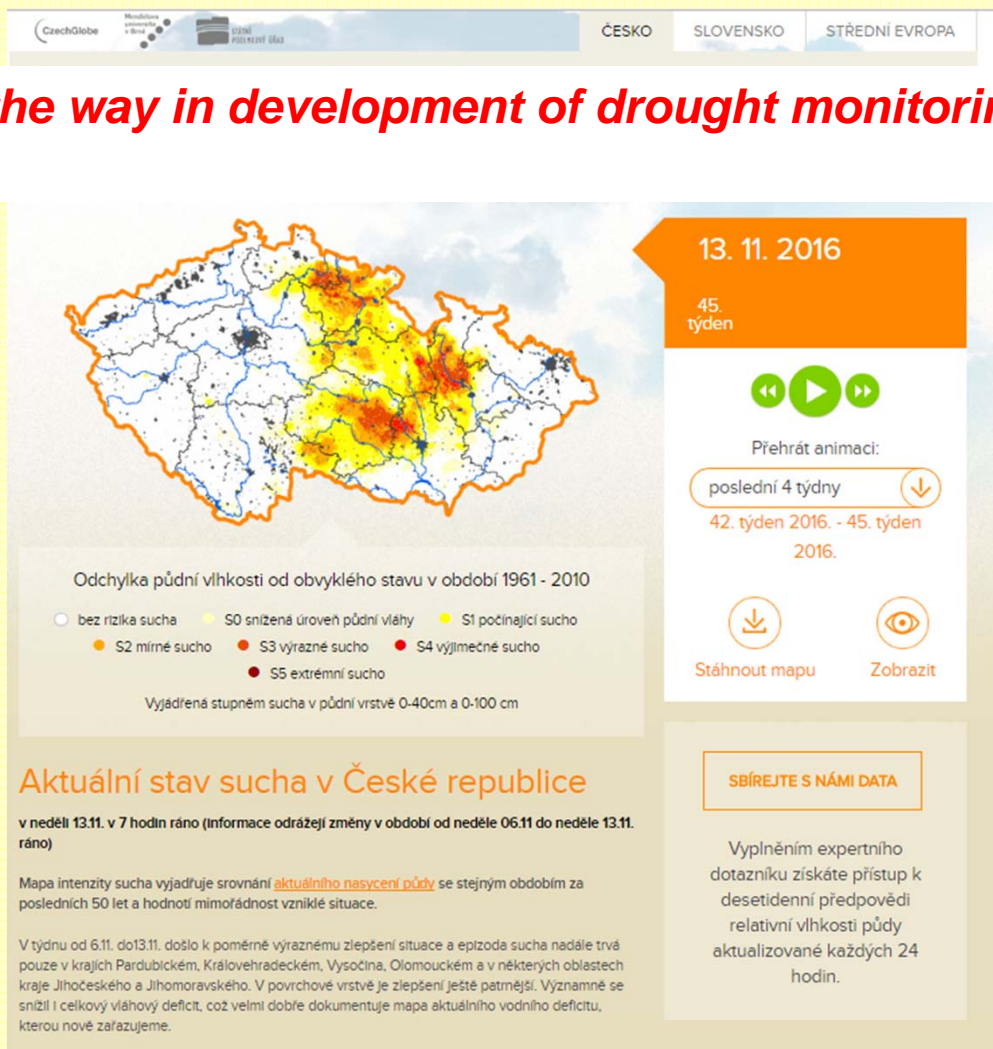 CzechGlobe
Mendelova
univerzita
v Brně
STÁTNÍ
POZEMKOVÝ ÚŘAD
ČESKO SLOVENSKO STŘEDNÍ EVROPA
he way in development of drought monitorin
13. 11. 2016
45.
týden
Přehrát animaci:
poslední 4 týdny
42. týden 2016. - 45. týden
2016.
Stáhnout mapu Zobrazit
Odchylka půdní vlhkosti od obvyklého stavu v období 1961 - 2010
bez rizika sucha S0 snížená úroveň půdní vláhy S1 počínající sucho
S2 mírné sucho S3 výrazné sucho S4 výjimečné sucho
S5 extrémní sucho
Vyjádřená stupněm sucha v půdní vrstvě 0-40cm a 0-100 cm
Aktuální stav sucha v České republice
v neděli 13.11. v 7 hodin ráno (informace odrážejí změny v období od neděle 06.11 do neděle 13.11.
ráno)
Mapa intenzity sucha vyjadřuje srovnání aktuálního nasycení půdy se stejným obdobím za
posledních 50 let a hodnotí mimořádnost vzniklé situace.
V týdnu od 6.11. do13.11. došlo k poměrně výraznému zlepšení situace a epizoda sucha nadále trvá
pouze v krajích Pardubickém, Královehradeckém, Vysočina, Olomouckém a v některých oblastech
kraje Jihočeského a Jihomoravského. V povrchové vrstvě je zlepšení ještě patrnější. Významně se
snížil i celkový vláhový deficit, což velmi dobře dokumentuje mapa aktuálního vodního deficitu,
kterou nově zařazujeme.
SBÍREJTE S NÁMI DATA
Vyplněním expertního
dotazníku získáte přístup k
desetidenní předpovědi
relativní vlhkosti půdy
aktualizované každých 24
hodin.